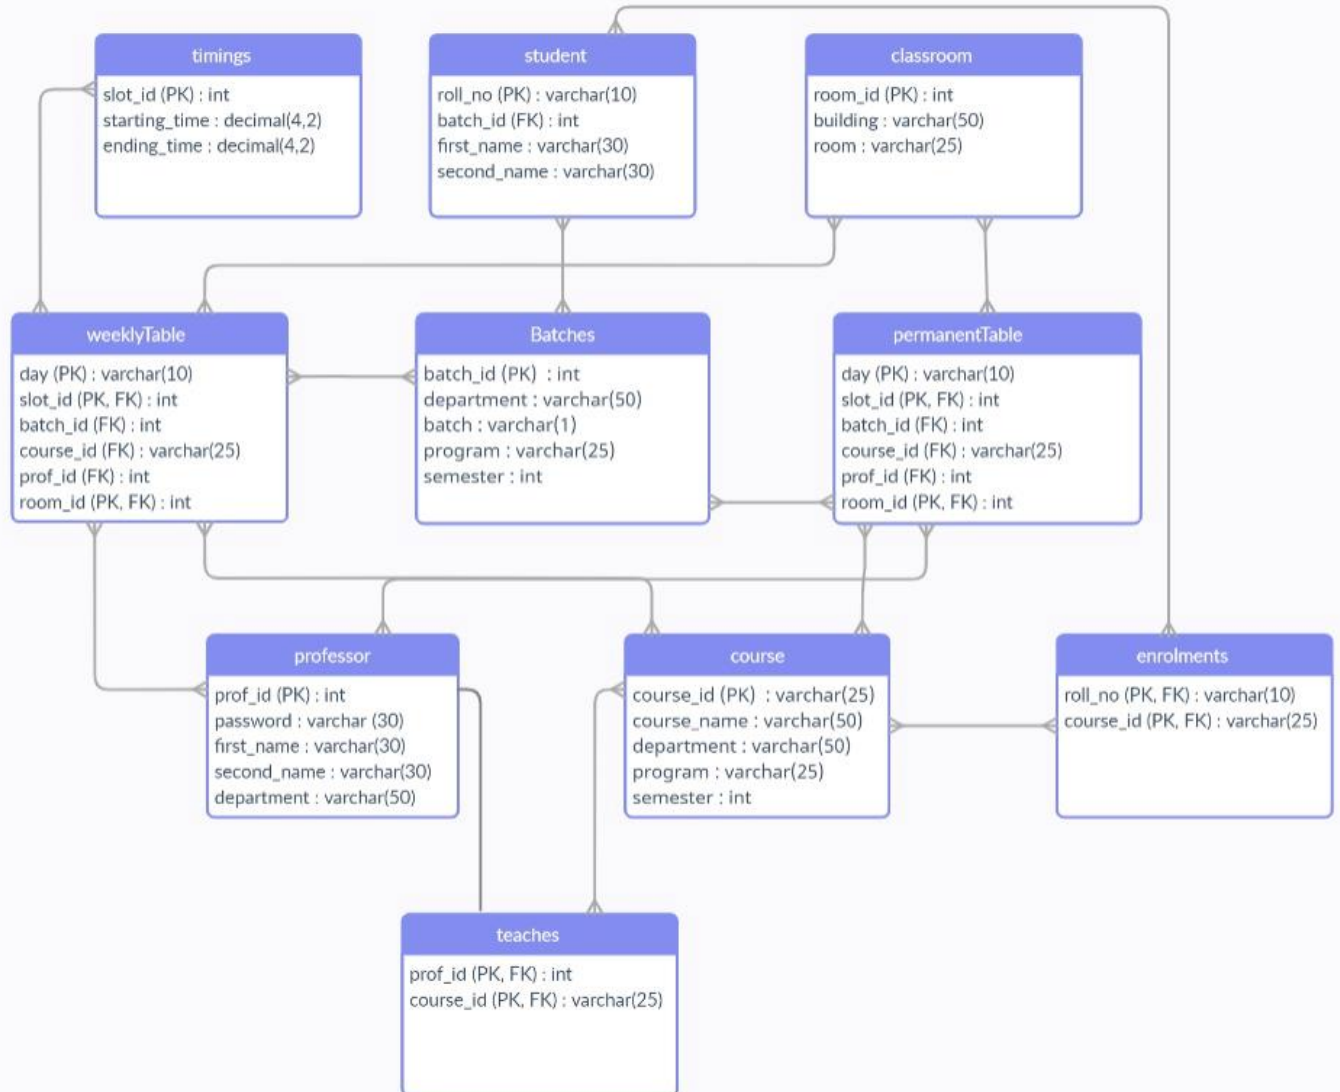 timings
slot_id (PK) : int
starting_time : decimal(4,2)
ending_time : decimal(4,2)
student
roll_no (PK) : varchar(10)
batch_id (FK) : int
first_name : varchar(30)
second_name : varchar(30)
classroom
room_id (PK) : int
building : varchar(50)
room : varchar(25)
weeklyTable
day (PK) : varchar(10)
slot_id (PK, FK) : int
batch_id (FK) : int
course_id (FK) : varchar(25)
prof_id (FK) : int
room_id (PK, FK) : int
Batches
batch_id (PK) : int
department : varchar(50)
batch : varchar(1)
program : varchar(25)
semester : int
permanentTable
day (PK) : varchar(10)
slot_id (PK, FK) : int
batch_id (FK) : int
course_id (FK) : varchar(25)
prof_id (FK) : int
room_id (PK, FK) : int
professor
prof_id (PK) : int
password : varchar (30)
first_name : varchar(30)
second_name : varchar(30)
department : varchar(50)
course
course_id (PK) : varchar(25)
course_name : varchar(50)
department : varchar(50)
program : varchar(25)
semester : int
enrolments
roll_no (PK, FK) : varchar(10)
course_id (PK, FK) : varchar(25)
teaches
prof_id (PK, FK) : int
course_id (PK, FK) : varchar(25)